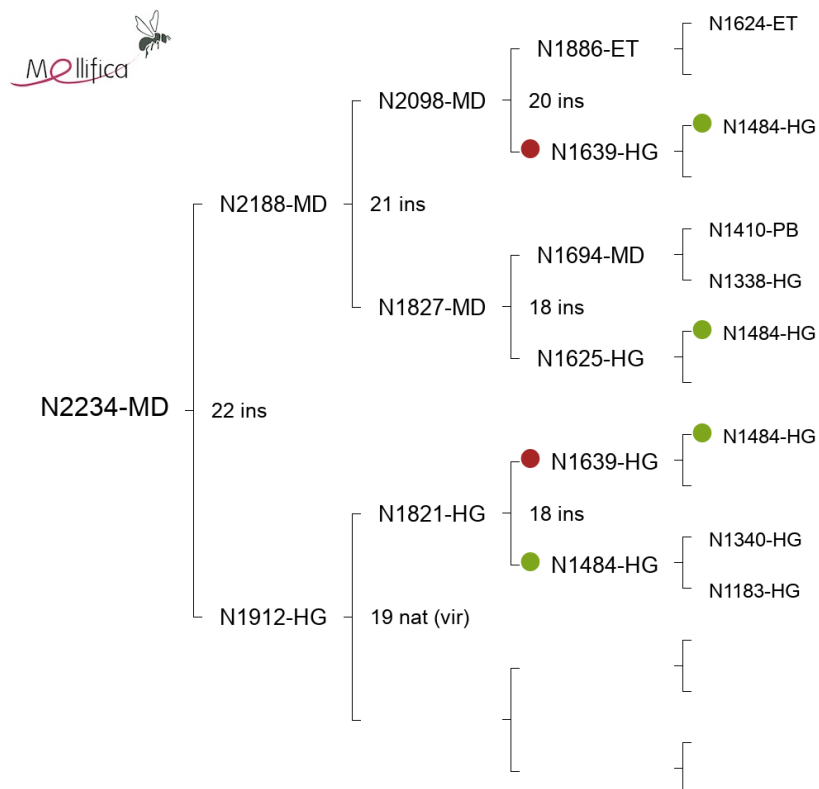 Mellifica
N1624-ET
N1886-ET
N2098-MD
20 ins
N1484-HG
N1639-HG
N2188-MD
21 ins
N1410-PB
N1694-MD
N1338-HG
N1827-MD
18 ins
N1484-HG
N1625-HG
N2234-MD
22 ins
N1484-HG
N1639-HG
N1821-HG
18 ins
N1340-HG
N1484-HG
N1183-HG
N1912-HG
19 nat (vir)